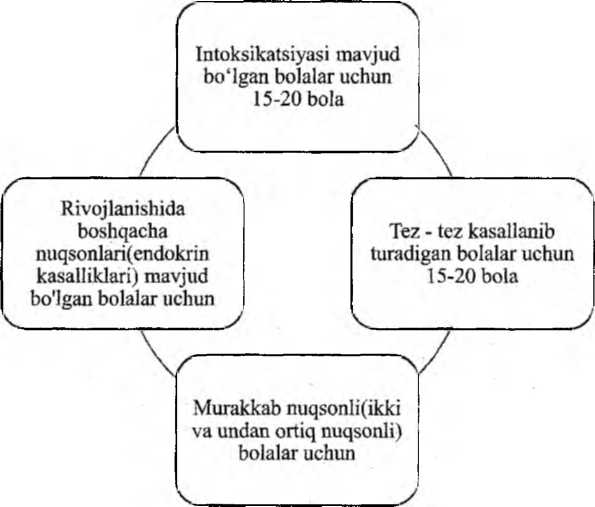 Intoksikatsiyasi mavjud
bo‘lgan bolalar uchun
15-20 bola
Rivojlanishida
boshqacha
nuqsonlari(endokrin
kasalliklari) mavjud
bo'lgan bolalar uchun
Tez - tez kasallanib
turadigan bolalar uchun
15-20 bola
Murakkab nuqsonli(ikki
va undan ortiq nuqsonli)
bolalar uchun